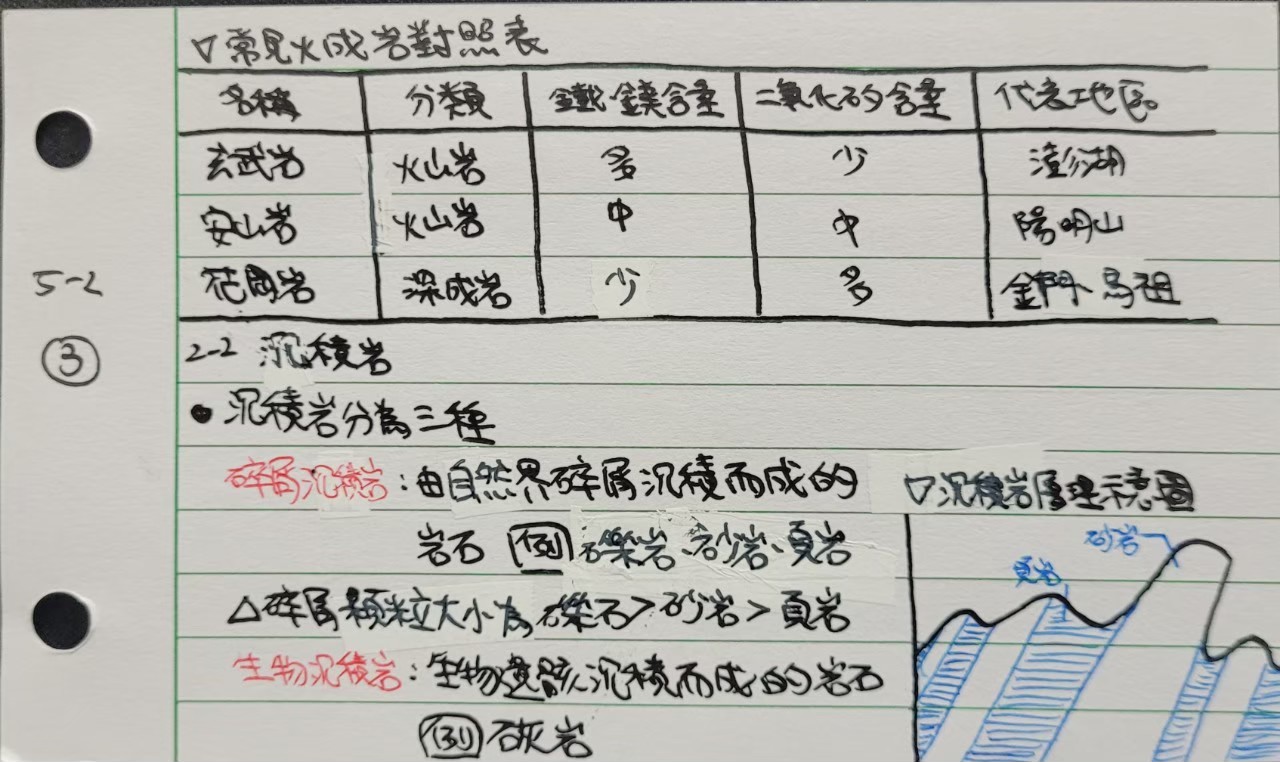 ▽常見火成岩對照表
名稱 分類 鐵鎂含量 二氧化矽含量 代表地區
玄武岩 火山岩 多 少 澎湖
安山岩 火山岩 中 中 陽明山
花崗岩 深成岩 少 多 金門、馬祖
5-2
③
2-2 沉積岩
● 沉積岩分為三種
碎屑沉積岩：由自然界碎屑沉積而成的
岩石 例 礫岩、砂岩、頁岩
△碎屑顆粒大小為 礫石>砂岩>頁岩
生物沉積岩：生物遺骸沉積而成的岩石
例 石灰岩
▽沉積岩層理示意圖
砂岩
頁岩